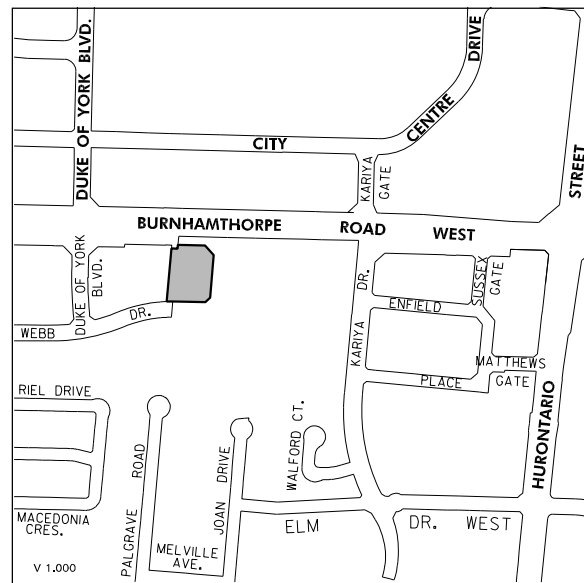 DUKE OF YORK BLVD.
CITY
CENTRE
DRIVE
KARIYA
GATE
STREET
BURNHAMTHORPE
ROAD
WEST
DUKE OF YORK
BLVD.
WEBB
DR.
KARIYA
DR.
SUSSEX
GATE
ENFIELD
PLACE
MATTHEWS
GATE
HURONTARIO
RIEL DRIVE
MACEDONIA
CRES.
PALGRAVE
ROAD
JOAN
DRIVE
WALFORD CT.
MELVILLE
AVE.
ELM
DR.
WEST
V 1.000